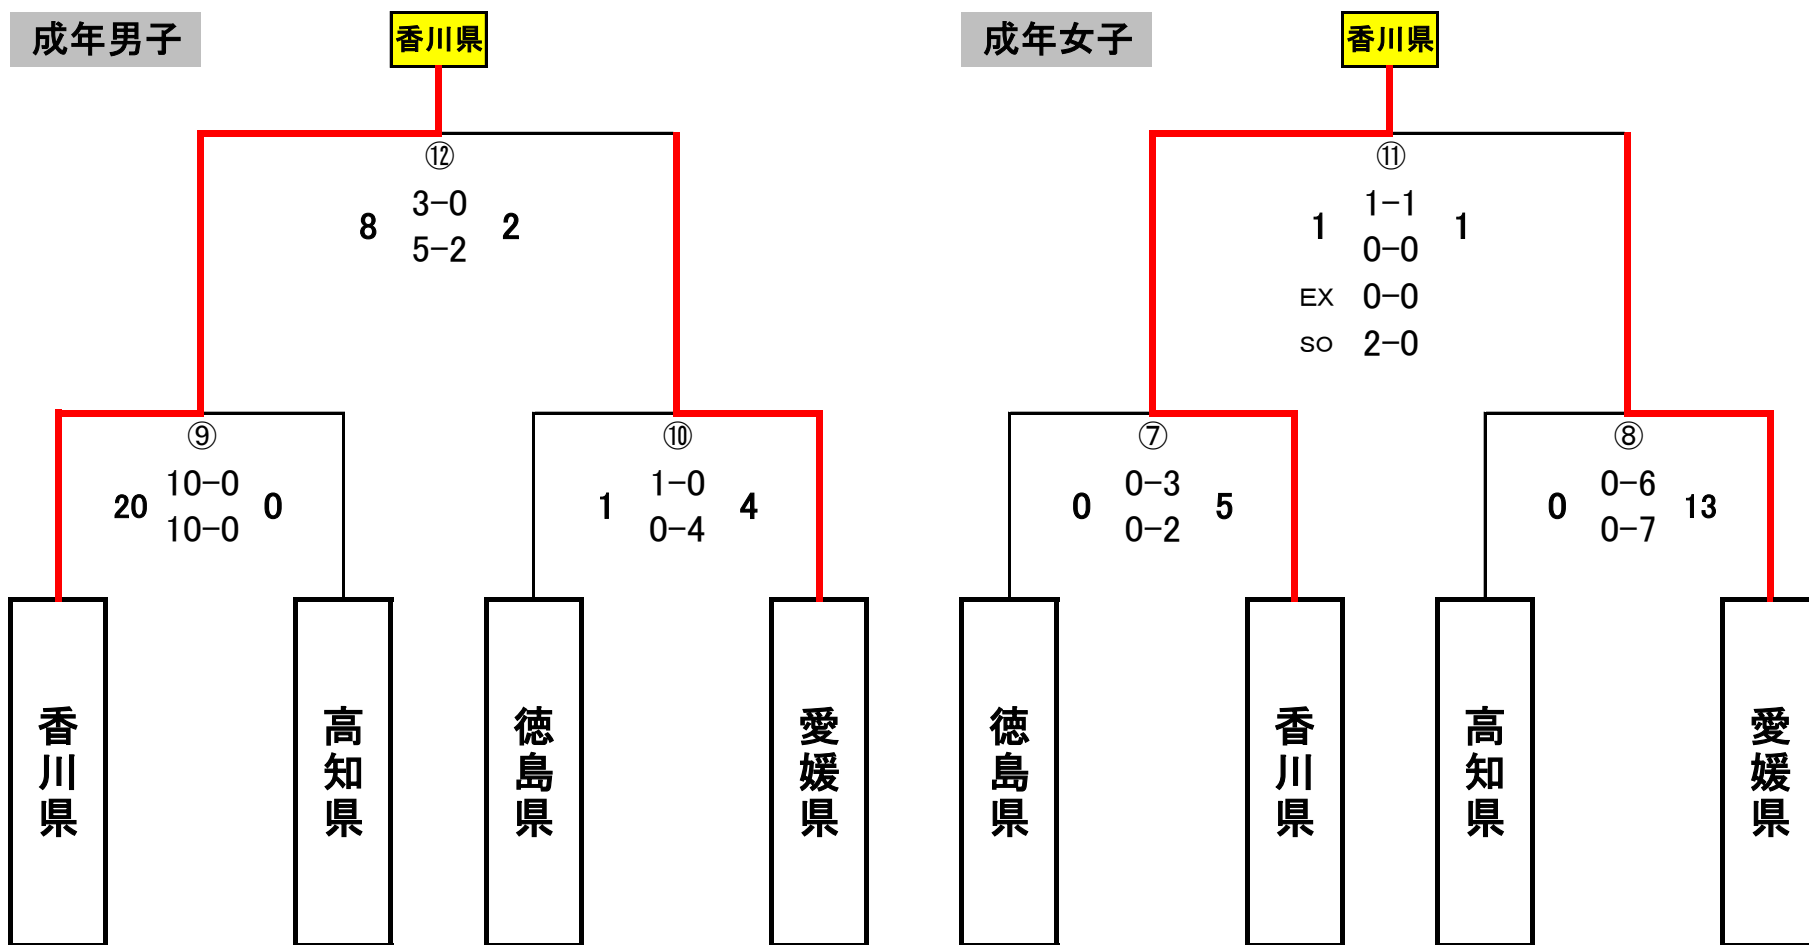 成年男子
香川県
⑫
8 3-0 2
5-2
⑨
20 10-0 0
10-0
⑩
1 1-0 4
0-4
香川県
高知県
徳島県
愛媛県
成年女子
香川県
⑪
1 1-1 1
0-0
EX 0-0
SO 2-0
⑦
0 0-3 5
0-2
⑧
0 0-6 13
0-7
徳島県
香川県
高知県
愛媛県